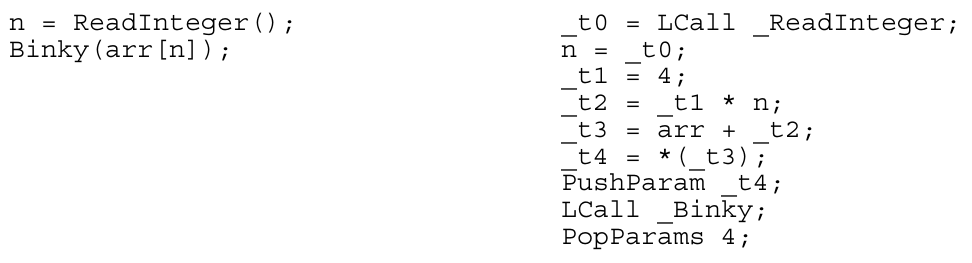 n = ReadInteger();
Binky(arr[n]);
_t0 = LCall _ReadInteger;
n = _t0;
_t1 = 4;
_t2 = _t1 * n;
_t3 = arr + _t2;
_t4 = *(_t3);
PushParam _t4;
LCall _Binky;
PopParams 4;